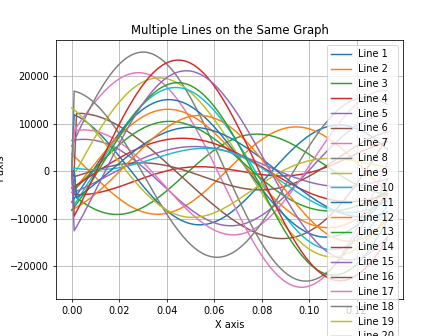 Multiple Lines on the Same Graph
20000
10000
0
−10000
−20000
0.00
0.02
0.04
0.06
0.08
0.10
X axis
axis
Line 1
Line 2
Line 3
Line 4
Line 5
Line 6
Line 7
Line 8
Line 9
Line 10
Line 11
Line 12
Line 13
Line 14
Line 15
Line 16
Line 17
Line 18
Line 19
Line 20